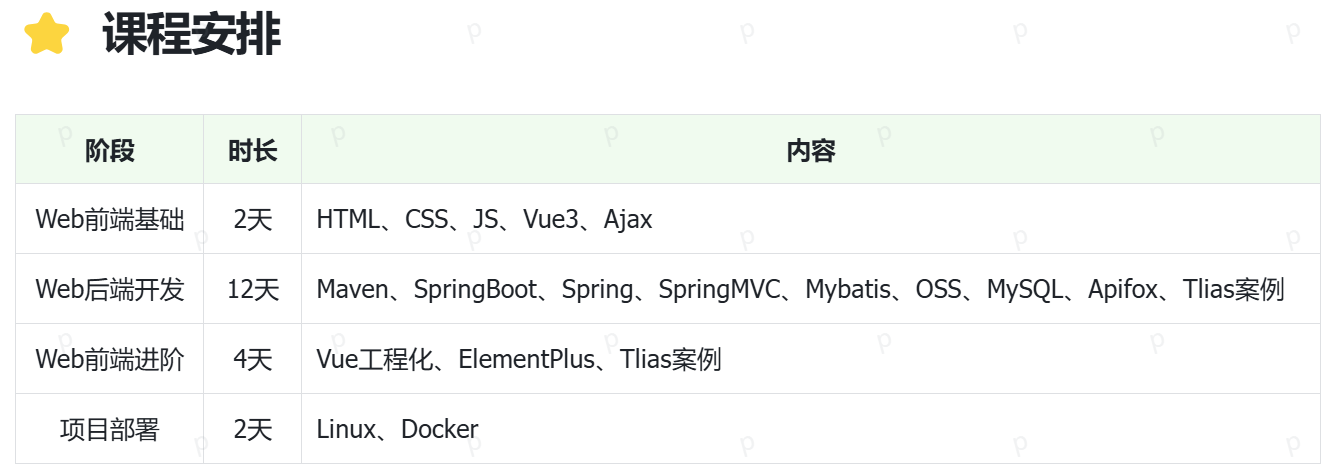 课程安排
阶段 时长 内容
Web前端基础 2天 HTML、CSS、JS、Vue3、Ajax
Web后端开发 12天 Maven、SpringBoot、Spring、SpringMVC、Mybatis、OSS、MySQL、Apifox、Tlias案例
Web前端进阶 4天 Vue工程化、ElementPlus、Tlias案例
项目部署 2天 Linux、Docker